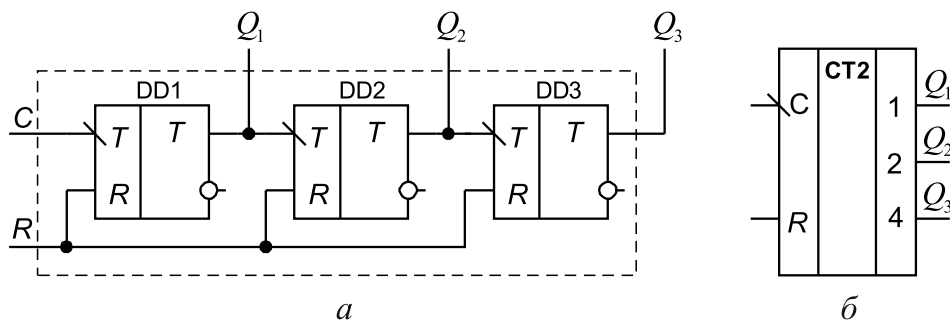 Q1 Q2 Q3
DD1 DD2 DD3
C T T T T T T
R R R
R
а
CT2
C 1 Q1
2 Q2
R 4 Q3
б